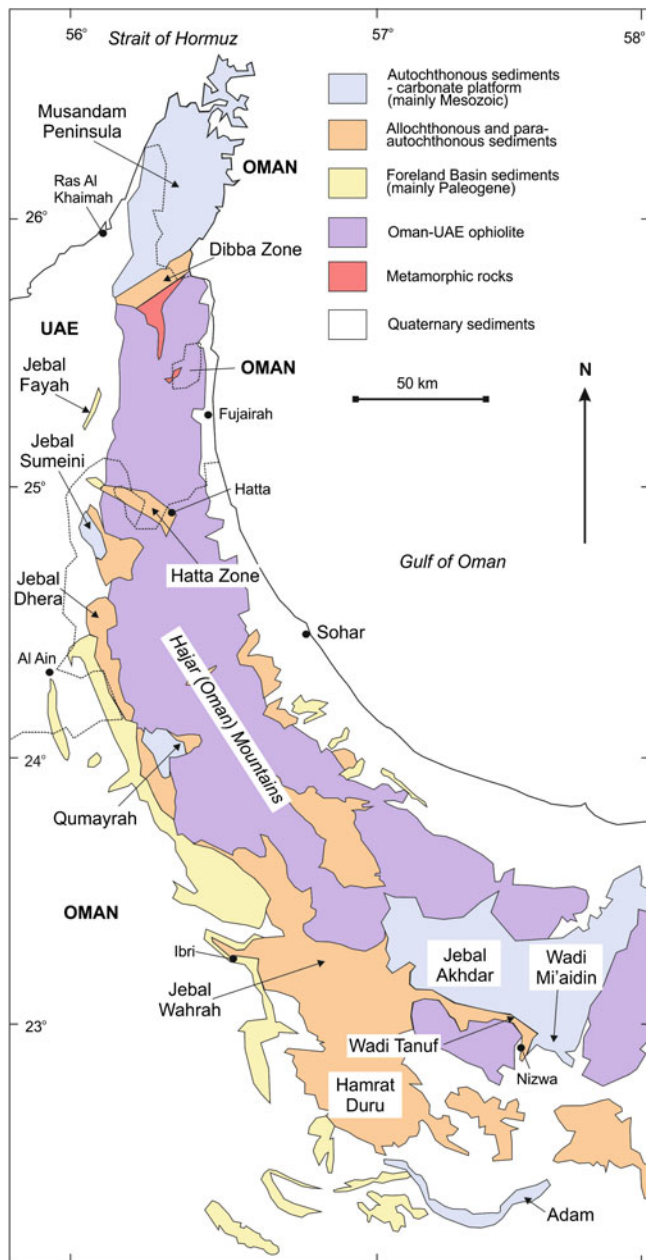 56°
57°
58°
Strait of Hormuz
Musandam
Peninsula
OMAN
Ras Al
Khaimah
26°
Dibba Zone
UAE
OMAN
Jebal
Fayah
Fujairah
Jebal
Sumeini
25°
Hatta
Hatta Zone
Gulf of Oman
Jebal
Dhera
Sohar
Al Ain
Hajar (Oman) Mountains
24°
Qumayrah
OMAN
Ibri
Jebal
Wahrah
Jebal
Akhdar
Wadi
Mi'aidin
23°
Wadi Tanuf
Nizwa
Hamrat
Duru
Adam
Autochthonous sediments
- carbonate platform
(mainly Mesozoic)
Allochthonous and para-
autochthonous sediments
Foreland Basin sediments
(mainly Paleogene)
Oman-UAE ophiolite
Metamorphic rocks
Quaternary sediments
50 km
N